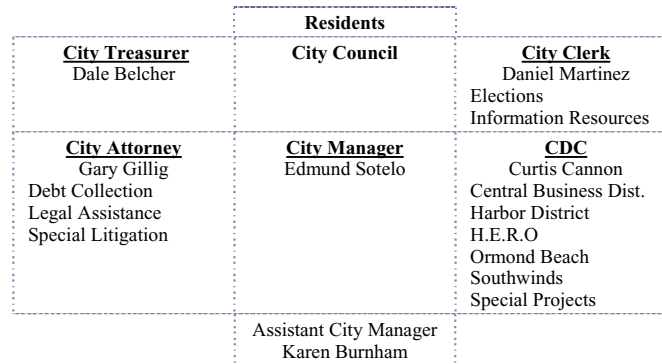 Residents
City Treasurer
Dale Belcher
City Council
City Clerk
Daniel Martinez
Elections
Information Resources
City Attorney
Gary Gillig
Debt Collection
Legal Assistance
Special Litigation
City Manager
Edmund Sotelo
CDC
Curtis Cannon
Central Business Dist.
Harbor District
H.E.R.O
Ormond Beach
Southwinds
Special Projects
Assistant City Manager
Karen Burnham